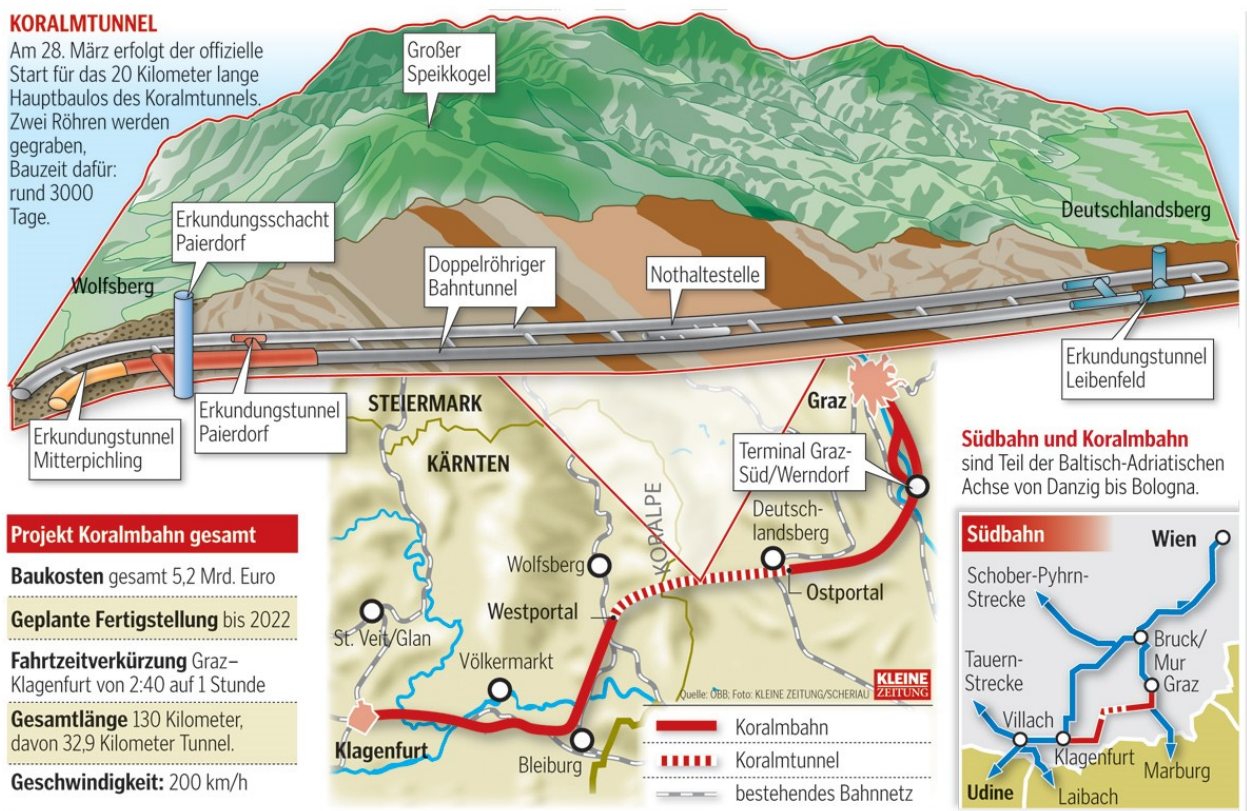 KORALMTUNNEL
Am 28. März erfolgt der offizielle
Start für das 20 Kilometer lange
Hauptbaulos des Koralmtunnels.
Zwei Röhren werden
gegraben,
Bauzeit dafür:
rund 3000
Tage.
Großer
Speikkogel
Deutschlandsberg
Erkundungsschacht
Paierdorf
Wolfsberg
Doppelröhriger
Bahntunnel
Nothaltestelle
Erkundungstunnel
Leibenfeld
Erkundungstunnel
Paierdorf
Erkundungstunnel
Mitterpichling
STEIERMARK
KÄRNTEN
Graz
Terminal Graz-
Süd/Werndorf
Deutsch-
landsberg
KORALPE
Wolfsberg
Westportal
Ostportal
St. Veit/Glan
Völkermarkt
Klagenfurt
Bleiburg
Quelle: ÖBB; Foto: KLEINE ZEITUNG/SCHERIAU
KLEINE
ZEITUNG
Koralmbahn
Koralmtunnel
bestehendes Bahnnetz
Projekt Koralmbahn gesamt
Baukosten gesamt 5,2 Mrd. Euro
Geplante Fertigstellung bis 2022
Fahrtzeitverkürzung Graz–
Klagenfurt von 2:40 auf 1 Stunde
Gesamtlänge 130 Kilometer,
davon 32,9 Kilometer Tunnel.
Geschwindigkeit: 200 km/h
Südbahn und Koralmbahn
sind Teil der Baltisch-Adriatischen
Achse von Danzig bis Bologna.
Südbahn
Wien
Schober-Pyhrn-
Strecke
Bruck/
Mur
Graz
Tauern-
Strecke
Villach
Klagenfurt
Marburg
Udine
Laibach